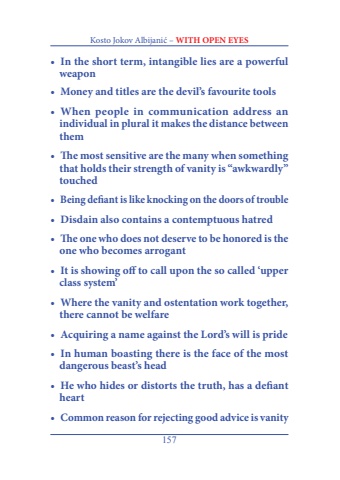 Kosto Jokov Albijanić – WITH OPEN EYES
• In the short term, intangible lies are a powerful
weapon
• Money and titles are the devil's favourite tools
• When people in communication address an
individual in plural it makes the distance between
them
• The most sensitive are the many when something
that holds their strength of vanity is "awkwardly"
touched
• Being defiant is like knocking on the doors of trouble
• Disdain also contains a contemptuous hatred
• The one who does not deserve to be honored is the
one who becomes arrogant
• It is showing off to call upon the so called 'upper
class system'
• Where the vanity and ostentation work together,
there cannot be welfare
• Acquiring a name against the Lord's will is pride
• In human boasting there is the face of the most
dangerous beast's head
• He who hides or distorts the truth, has a defiant
heart
• Common reason for rejecting good advice is vanity
157